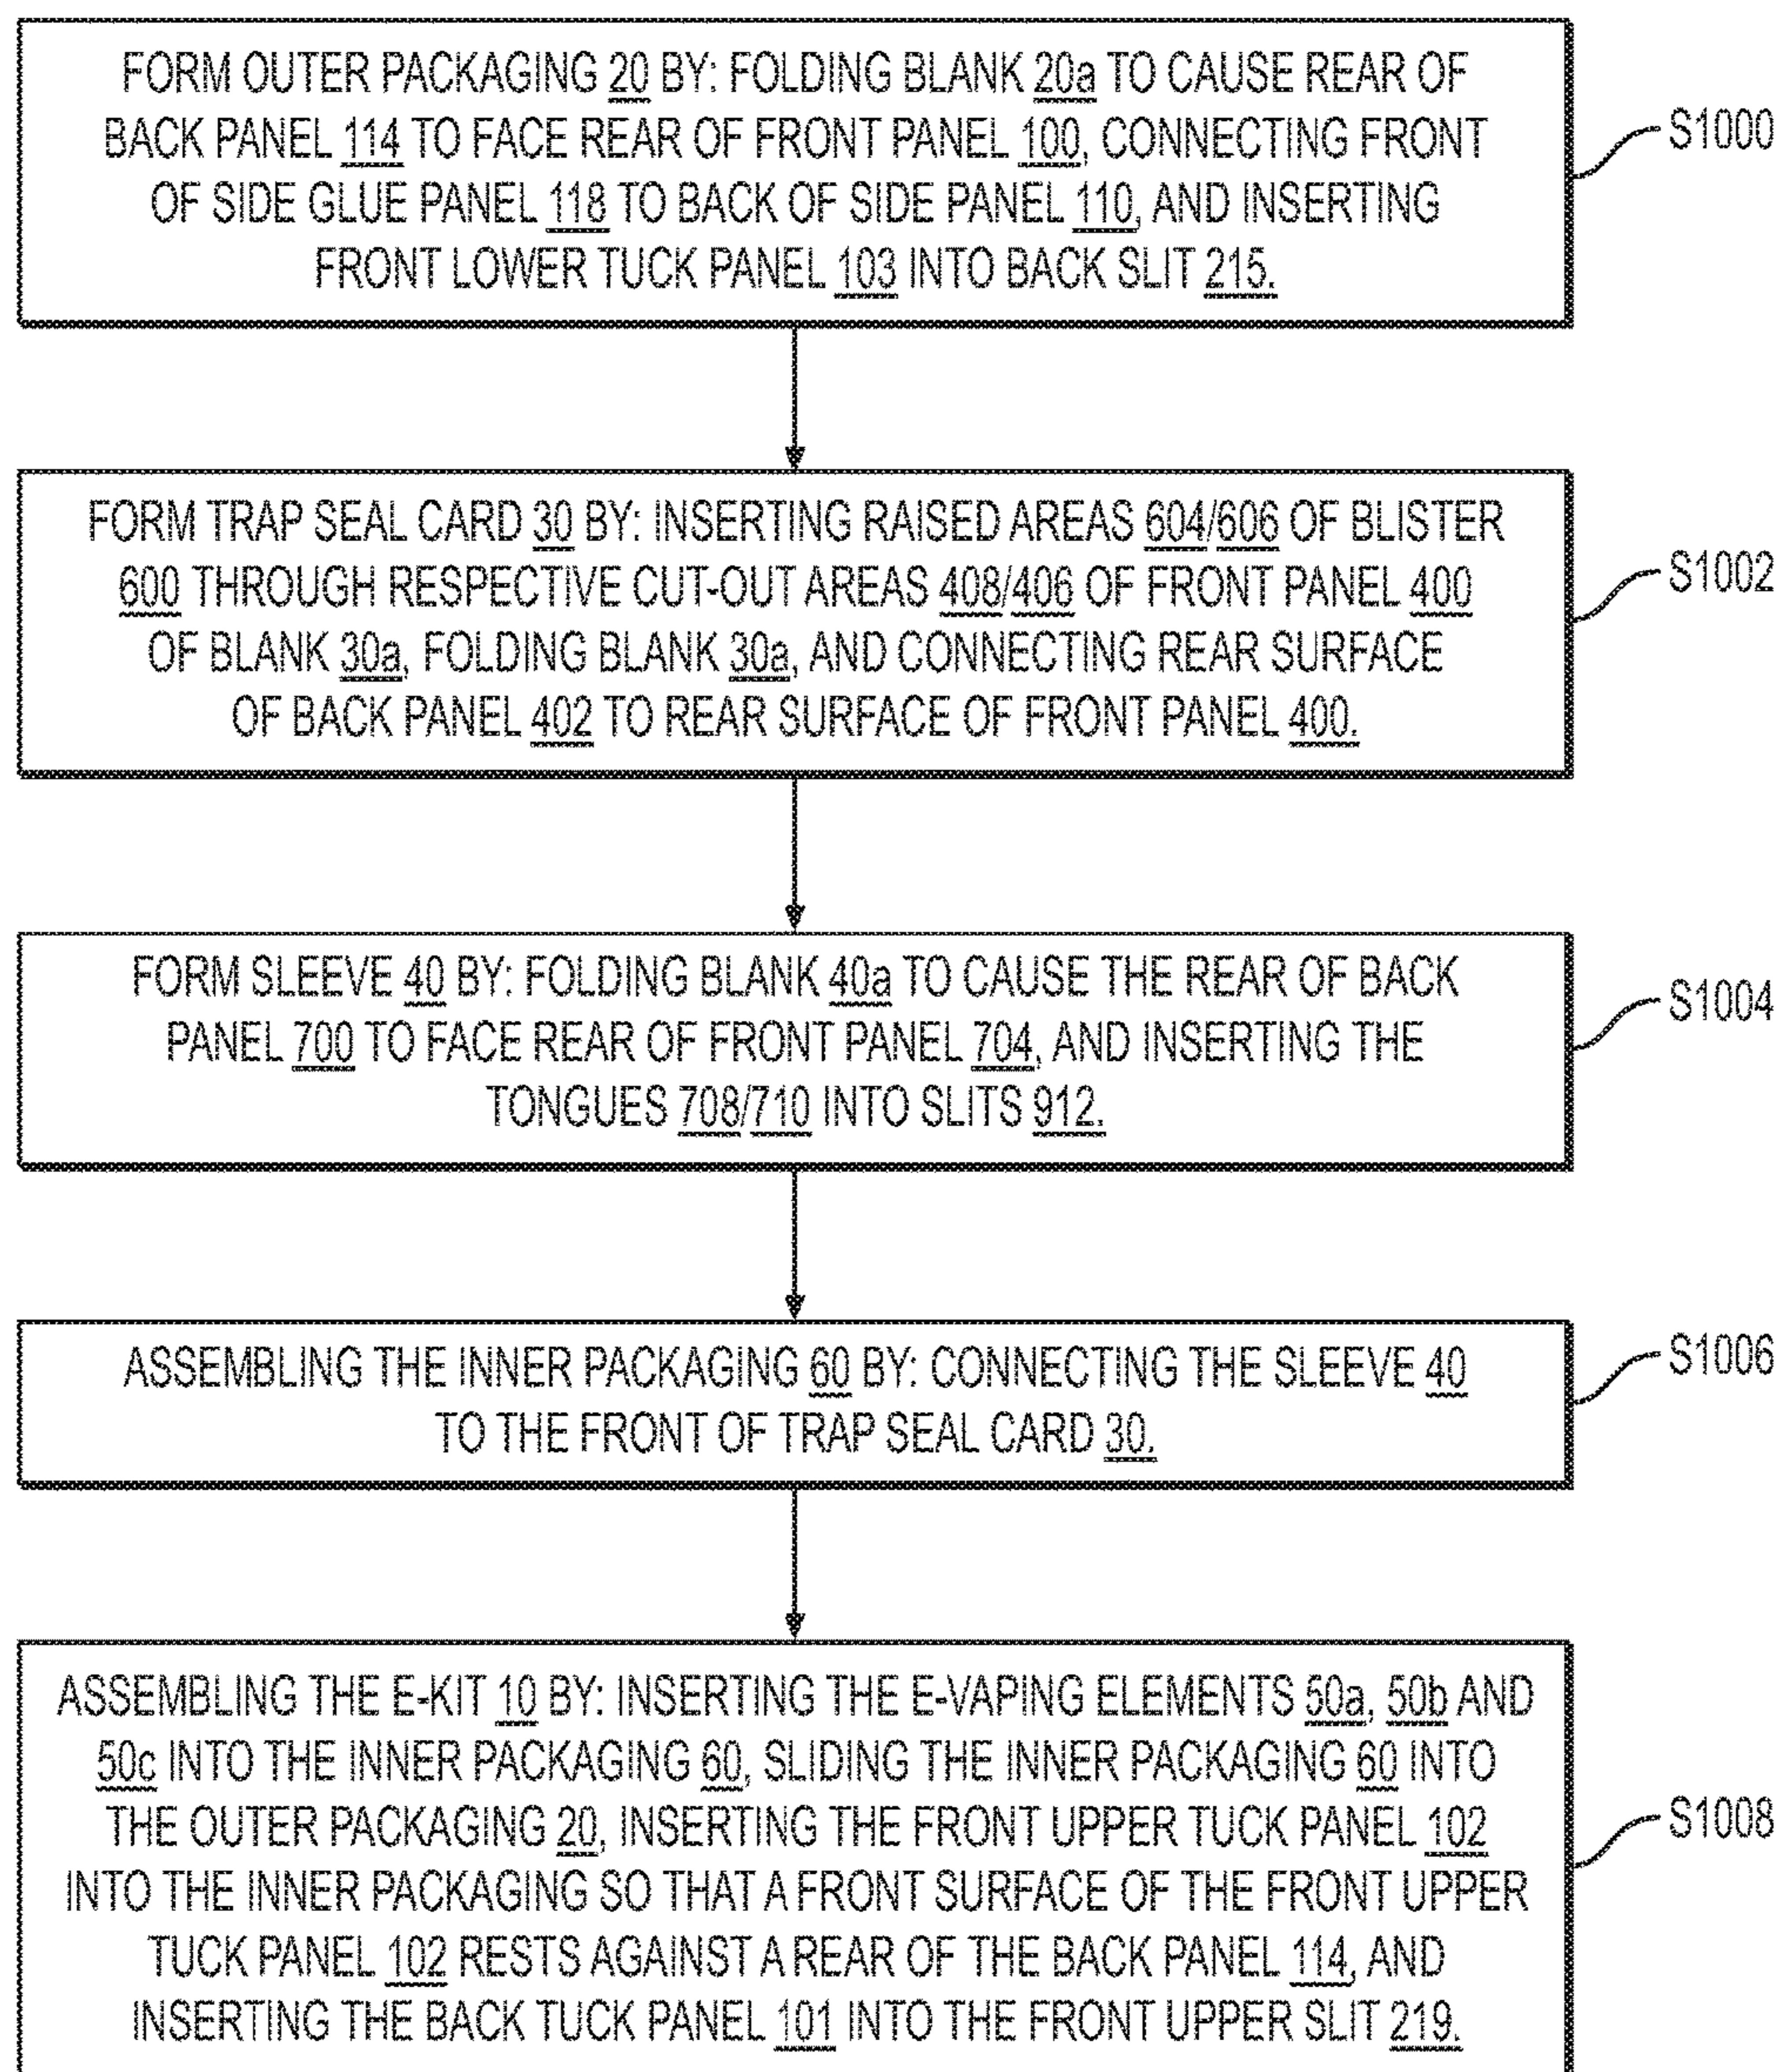 FORM OUTER PACKAGING 20 BY: FOLDING BLANK 20a TO CAUSE REAR OF
BACK PANEL 114 TO FACE REAR OF FRONT PANEL 100, CONNECTING FRONT
OF SIDE GLUE PANEL 118 TO BACK OF SIDE PANEL 110, AND INSERTING
FRONT LOWER TUCK PANEL 103 INTO BACK SLIT 215.
S1000
FORM TRAP SEAL CARD 30 BY: INSERTING RAISED AREAS 604/606 OF BLISTER
600 THROUGH RESPECTIVE CUT-OUT AREAS 408/406 OF FRONT PANEL 400
OF BLANK 30a, FOLDING BLANK 30a, AND CONNECTING REAR SURFACE
OF BACK PANEL 402 TO REAR SURFACE OF FRONT PANEL 400.
S1002
FORM SLEEVE 40 BY: FOLDING BLANK 40a TO CAUSE THE REAR OF BACK
PANEL 700 TO FACE REAR OF FRONT PANEL 704, AND INSERTING THE
TONGUES 708/710 INTO SLITS 912.
S1004
ASSEMBLING THE INNER PACKAGING 60 BY: CONNECTING THE SLEEVE 40
TO THE FRONT OF TRAP SEAL CARD 30.
S1006
ASSEMBLING THE E-KIT 10 BY: INSERTING THE E-VAPING ELEMENTS 50a, 50b AND
50c INTO THE INNER PACKAGING 60, SLIDING THE INNER PACKAGING 60 INTO
THE OUTER PACKAGING 20, INSERTING THE FRONT UPPER TUCK PANEL 102
INTO THE INNER PACKAGING SO THAT A FRONT SURFACE OF THE FRONT UPPER
TUCK PANEL 102 RESTS AGAINST A REAR OF THE BACK PANEL 114, AND
INSERTING THE BACK TUCK PANEL 101 INTO THE FRONT UPPER SLIT 219.
S1008